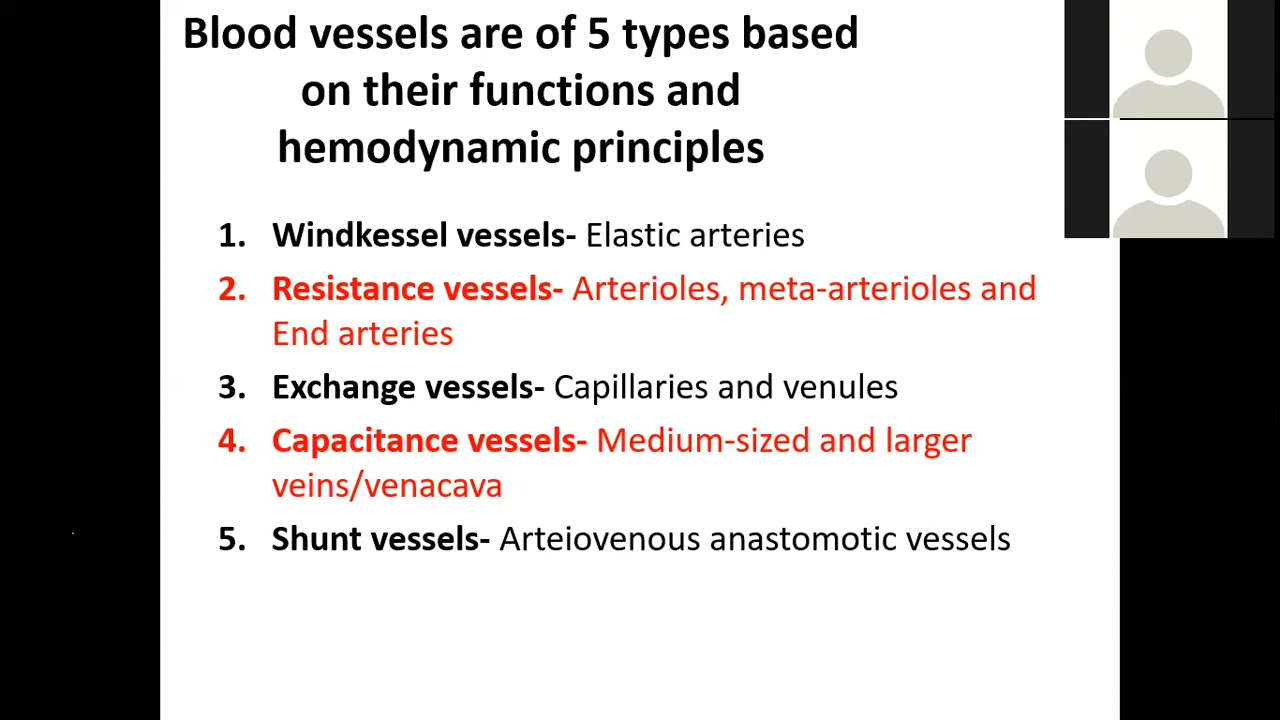 Blood vessels are of 5 types based
on their functions and
hemodynamic principles
1. Windkessel vessels- Elastic arteries
2. Resistance vessels- Arterioles, meta-arterioles and
End arteries
3. Exchange vessels- Capillaries and venules
4. Capacitance vessels- Medium-sized and larger
veins/venacava
5. Shunt vessels- Arteiovenous anastomotic vessels